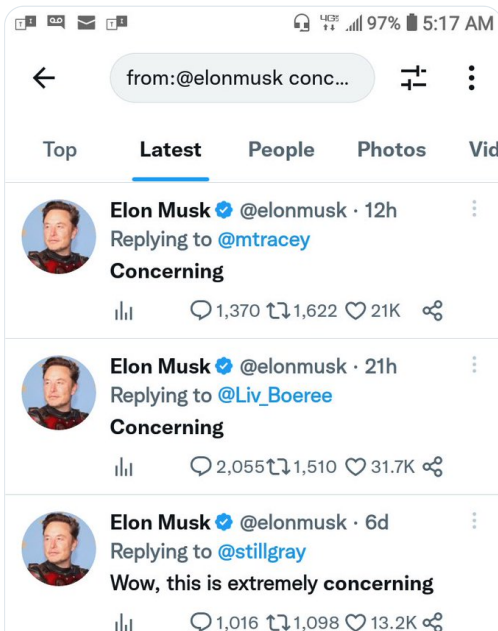 4G 97% 5:17 AM
from:@elonmusk conc...
Top Latest People Photos Vid
Elon Musk @elonmusk · 12h
Replying to @mtracey
Concerning
1,370 1,622 21K
Elon Musk @elonmusk · 21h
Replying to @Liv_Boeree
Concerning
2,055 1,510 31.7K
Elon Musk @elonmusk · 6d
Replying to @stillgray
Wow, this is extremely concerning
1,016 1,098 13.2K